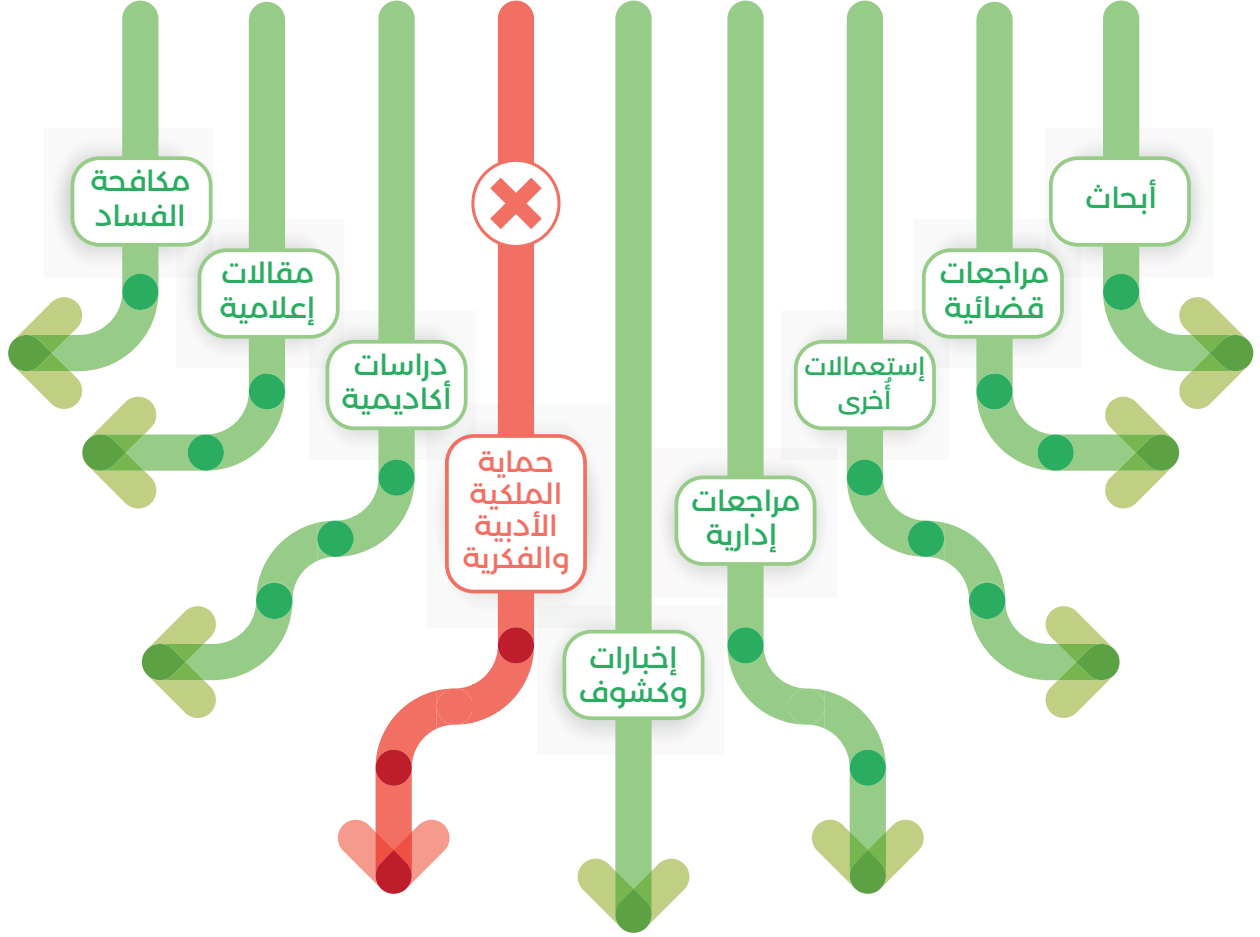 أبحاث
مراجعات
قضائية
إستعمالات
أُخرى
مراجعات
إدارية
إخبارات
وكشوف
حماية
الملكية
الأدبية
والفكرية
دراسات
أكاديمية
مقالات
إعلامية
مكافحة
الفساد